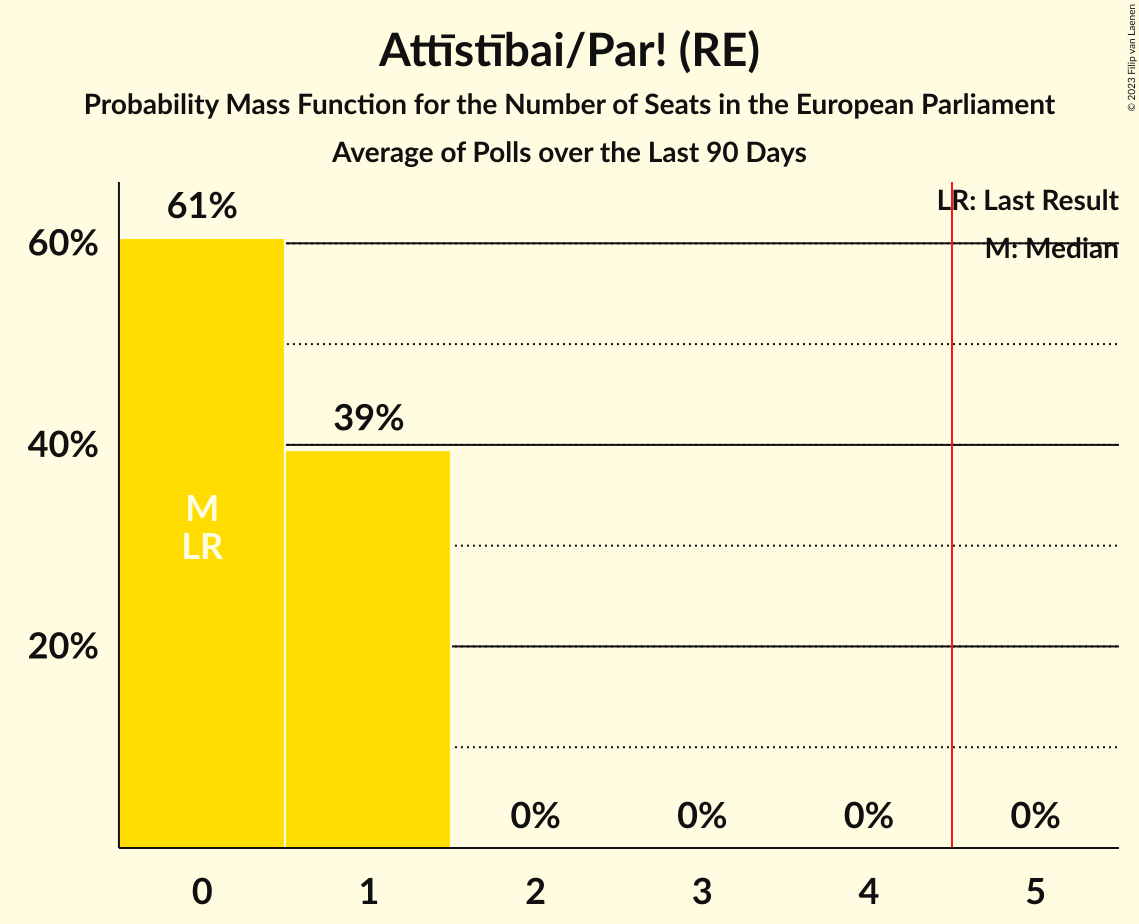 Attīstībai/Par! (RE)
Probability Mass Function for the Number of Seats in the European Parliament
Average of Polls over the Last 90 Days
© 2023 Filip van Laenen
LR: Last Result
M: Median
61%
39%
0%
0%
0%
0%
60%
40%
20%
M
LR
0
1
2
3
4
5